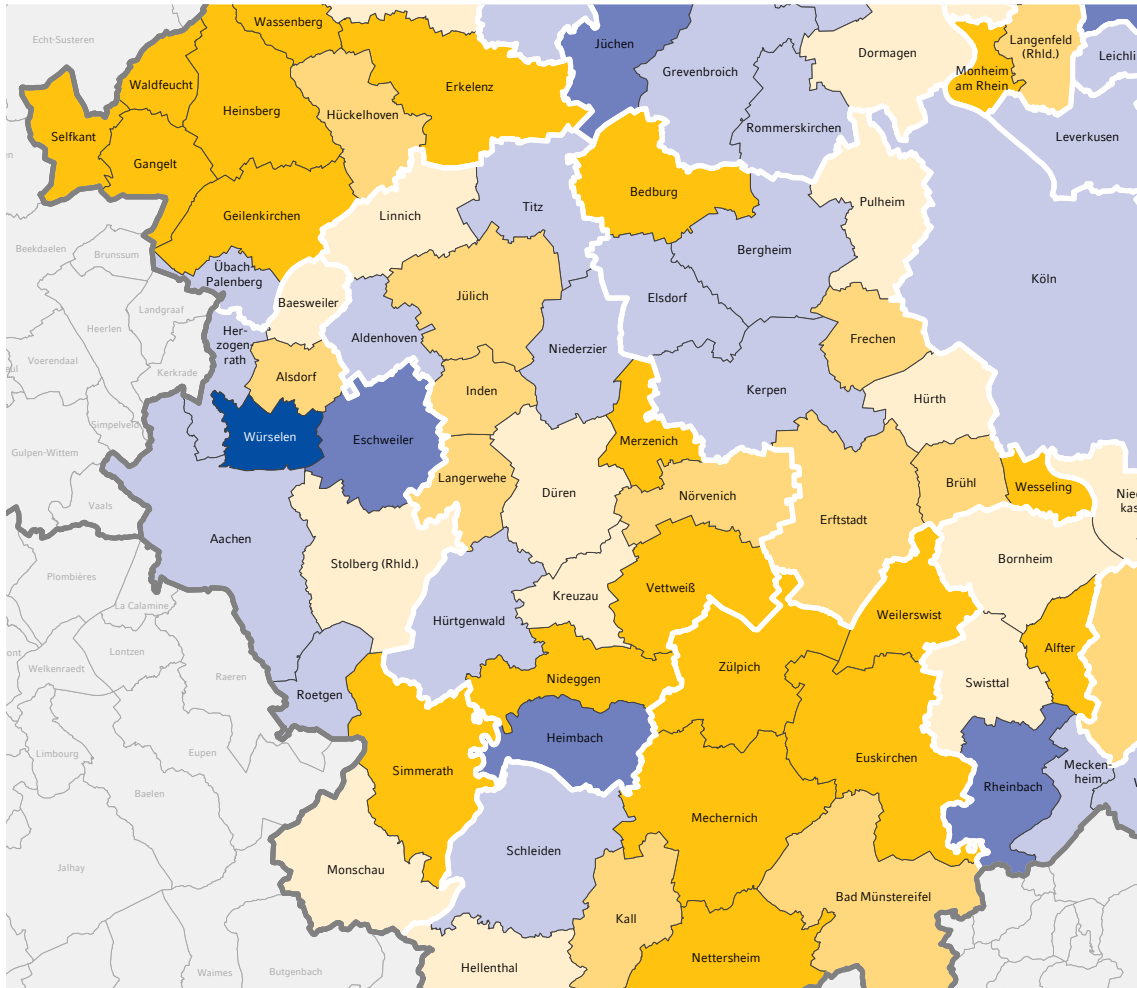 Echt-Susteren
Wassenberg
Jüchen
Dormagen
Langenfeld
(Rhld.)
Grevenbroich
Monheim
am Rhein
Waldfeucht
Erkelenz
Heinsberg
Hückelhoven
Rommerskirchen
Leverkusen
Selfkant
Gangelt
Bedburg
Pulheim
Titz
Linnich
Geilenkirchen
Beekdaelen
Brunssum
Bergheim
Übach-
Palenberg
Köln
Jülich
Elsdorf
Baesweiler
Landgraaf
Heerlen
Her-
zogen-
rath
Aldenhoven
Frechen
Niederzier
Voerendaal
Kerkrade
Alsdorf
Inden
Kerpen
Hürth
Simpelveld
Würselen
Eschweiler
Merzenich
Gulpen-Wittem
Langerwehe
Brühl
Wesseling
Düren
Nörvenich
Vaals
Erftstadt
Aachen
Bornheim
Stolberg (Rhld.)
Plombières
Vettweiß
Kreuzau
La Calamine
Weilerswist
Hürtgenwald
Lontzen
Alfter
Welkenraedt
Zülpich
Raeren
Nideggen
Swisttal
Roetgen
Heimbach
Limbourg
Eupen
Euskirchen
Simmerath
Mecken-
heim
Rheinbach
Baelen
Mechernich
Schleiden
Jalhay
Monschau
Bad Münstereifel
Kall
Nettersheim
Hellenthal
Waimes
Butgenbach